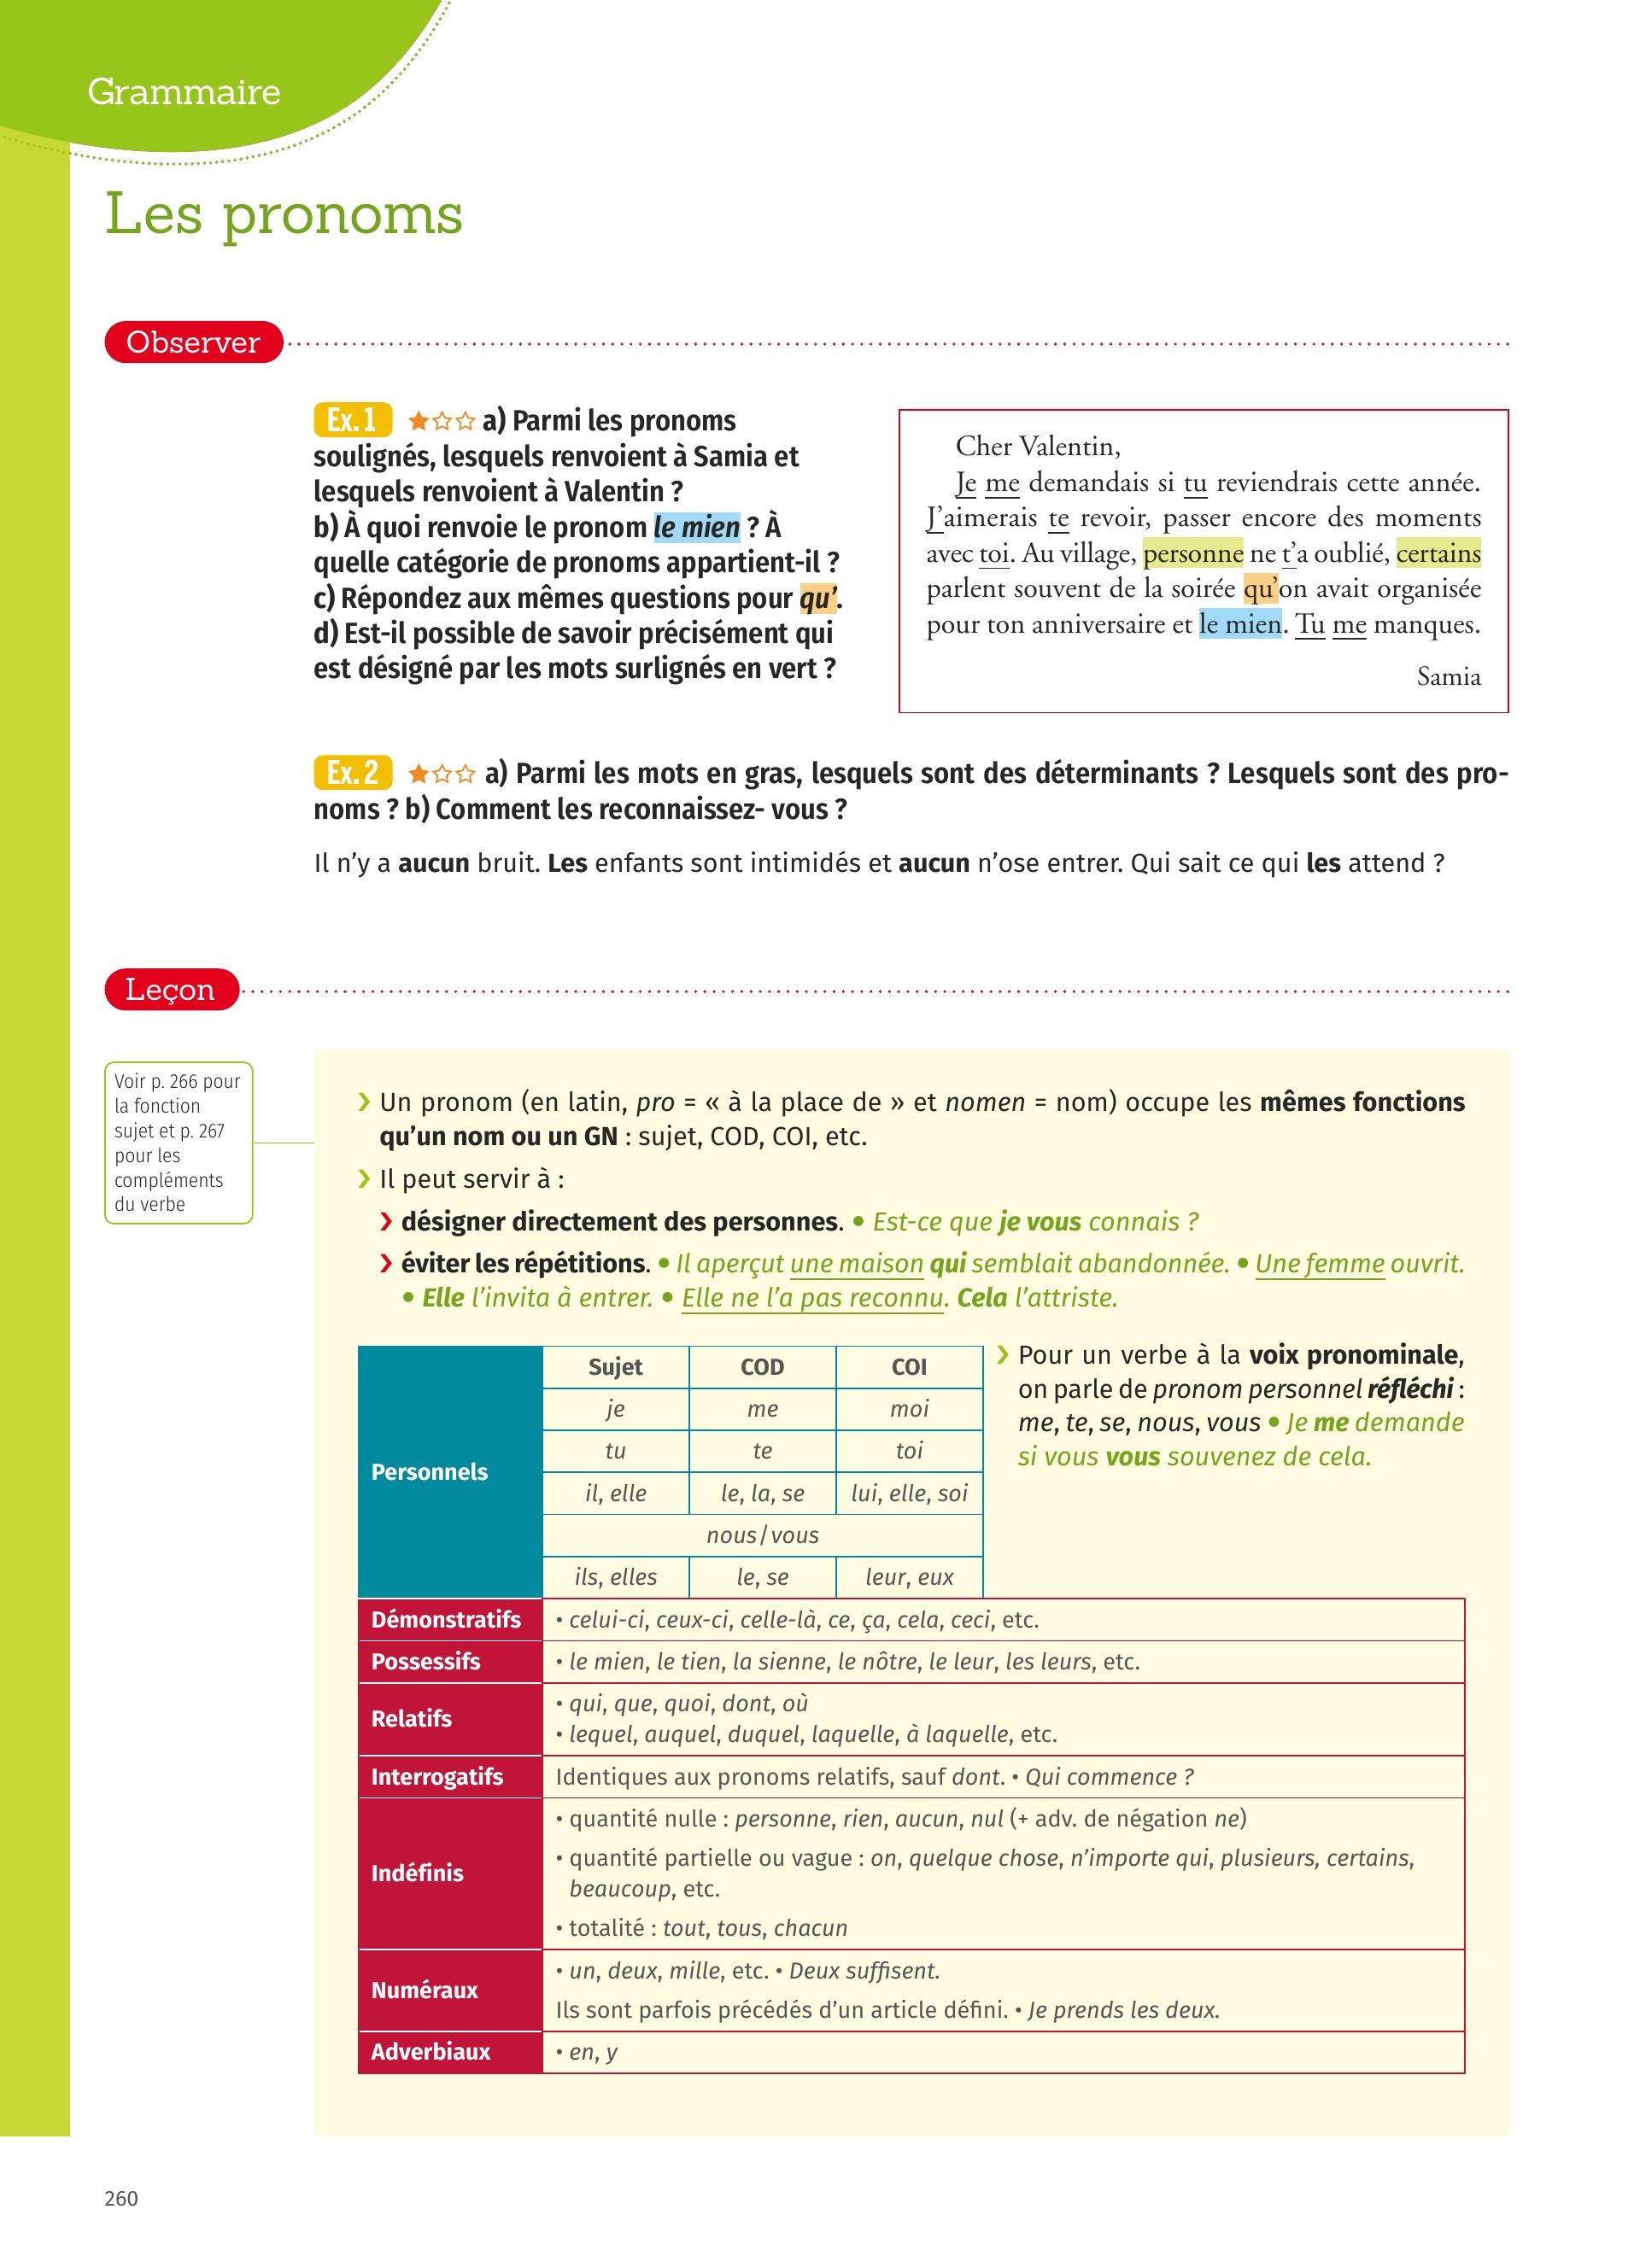 Grammaire
Les pronoms
Observer
Ex. 1 a) Parmi les pronoms
soulignés, lesquels renvoient à Samia et
lesquels renvoient à Valentin ?
b) À quoi renvoie le pronom le mien ? À
quelle catégorie de pronoms appartient-il ?
c) Répondez aux mêmes questions pour qu’.
d) Est-il possible de savoir précisément qui
est désigné par les mots surlignés en vert ?
Cher Valentin,
Je me demandais si tu reviendrais cette année.
J’aimerais te revoir, passer encore des moments
avec toi. Au village, personne ne t’a oublié, certains
parlent souvent de la soirée qu’on avait organisée
pour ton anniversaire et le mien. Tu me manques.
Samia
Ex. 2 a) Parmi les mots en gras, lesquels sont des déterminants ? Lesquels sont des pro-
noms ? b) Comment les reconnaissez- vous ?
Il n’y a aucun bruit. Les enfants sont intimidés et aucun n’ose entrer. Qui sait ce qui les attend ?
Leçon
Voir p. 266 pour
la fonction
sujet et p. 267
pour les
compléments
du verbe
› Un pronom (en latin, pro = « à la place de » et nomen = nom) occupe les mêmes fonctions
qu’un nom ou un GN : sujet, COD, COI, etc.
› Il peut servir à :
› désigner directement des personnes. • Est-ce que je vous connais ?
› éviter les répétitions. • Il aperçut une maison qui semblait abandonnée. • Une femme ouvrit.
• Elle l’invita à entrer. • Elle ne l’a pas reconnu. Cela l’attriste.
Personnels
Sujet COD COI
je me moi
tu te toi
il, elle le, la, se lui, elle, soi
nous / vous
ils, elles le, se leur, eux
› Pour un verbe à la voix pronominale,
on parle de pronom personnel réfléchi :
me, te, se, nous, vous • Je me demande
si vous vous souvenez de cela.
Démonstratifs • celui-ci, ceux-ci, celle-là, ce, ça, cela, ceci, etc.
Possessifs • le mien, le tien, la sienne, le nôtre, le leur, les leurs, etc.
Relatifs
• qui, que, quoi, dont, où
• lequel, auquel, duquel, laquelle, à laquelle, etc.
Interrogatifs Identiques aux pronoms relatifs, sauf dont. • Qui commence ?
Indéfinis
• quantité nulle : personne, rien, aucun, nul (+ adv. de négation ne)
• quantité partielle ou vague : on, quelque chose, n’importe qui, plusieurs, certains,
beaucoup, etc.
• totalité : tout, tous, chacun
Numéraux
• un, deux, mille, etc. • Deux suffisent.
Ils sont parfois précédés d’un article défini. • Je prends les deux.
Adverbiaux • en, y
260